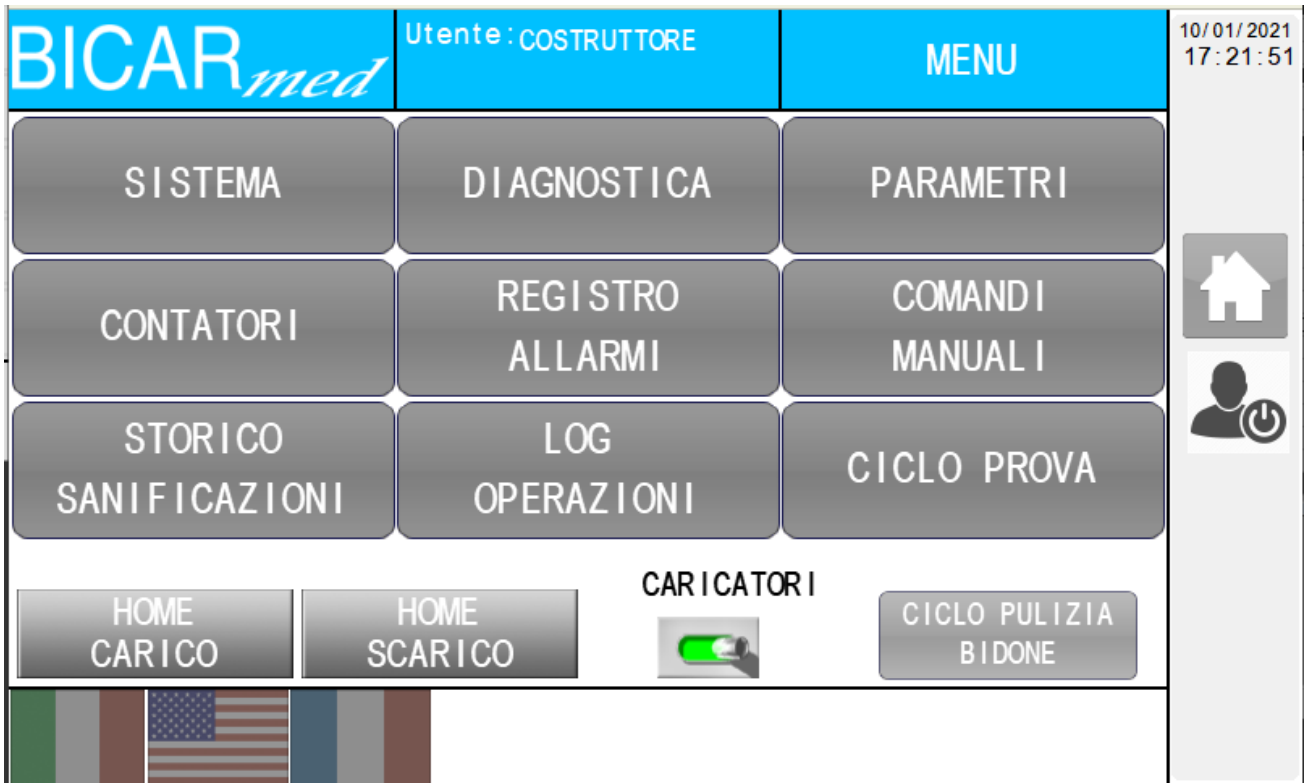 BICARmed
Utente:COSTRUTTORE
MENU
10/01/2021
17:21:51
SISTEMA
DIAGNOSTICA
PARAMETRI
CONTATORI
REGISTRO
ALLARMI
COMANDI
MANUALI
STORICO
SANIFICAZIONI
LOG
OPERAZIONI
CICLO PROVA
HOME
CARICO
HOME
SCARICO
CARICATORI
CICLO PULIZIA
BIDONE